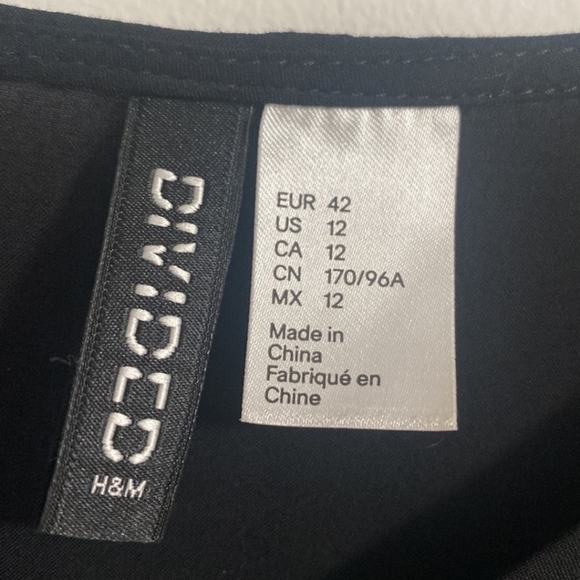 DIVIDED
H&M
EUR 42
US 12
CA 12
CN 170/96A
MX 12
Made in
China
Fabriqué en
Chine